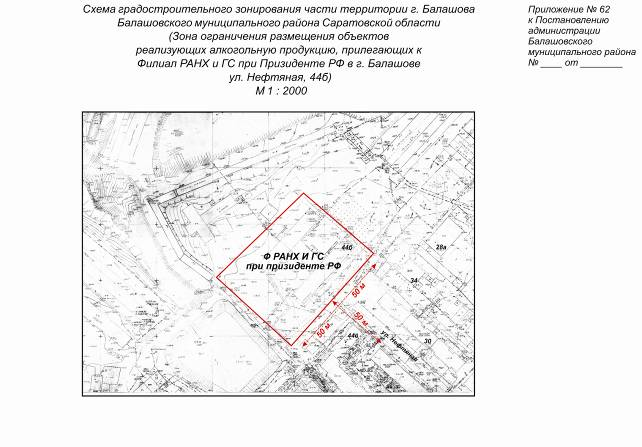 Схема градостроительного зонирования части территории г. Балашова
Балашовского муниципального района Саратовской области
(Зона ограничения размещения объектов
реализующих алкогольную продукцию, прилегающих к
Филиал РАНХ и ГС при Призиденте РФ в г. Балашове
ул. Нефтяная, 44б)
М 1 : 2000
Приложение № 62
к Постановлению
администрации
Балашовского
муниципального района
№ ____ от ________
Ф РАНХ И ГС
при призиденте РФ
44б
28а
34
50 м
50 м.
50 м.
44а
ул. Нефтяная
30